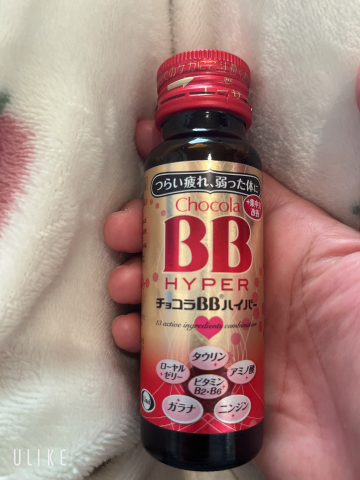 つらい疲れ、弱った体に
Chocola
BB
HYPER
チョコラBB®ハイパー
13 active ingredients combination
タウリン
ローヤル
ゼリー
アミノ酸
ビタミン
B2・B6
ガラナ
ニンジン
ULIKE